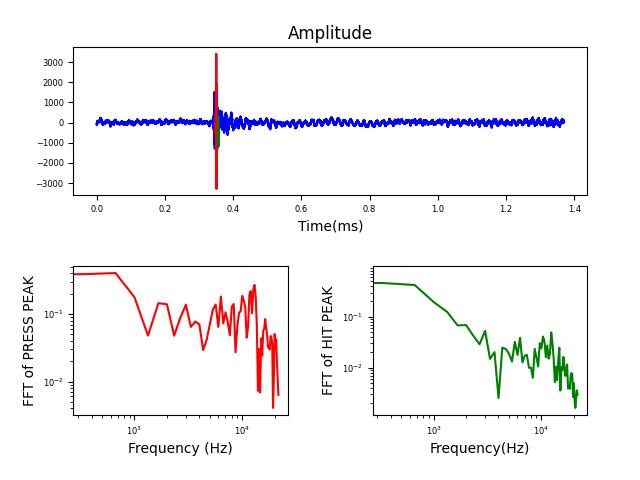 Amplitude
3000
2000
1000
0
−1000
−2000
−3000
0.0 0.2 0.4 0.6 0.8 1.0 1.2 1.4
Time(ms)
FFT of PRESS PEAK
10⁻¹
10⁻²
10³ 10⁴
Frequency (Hz)
FFT of HIT PEAK
10⁻¹
10⁻²
10³ 10⁴
Frequency(Hz)